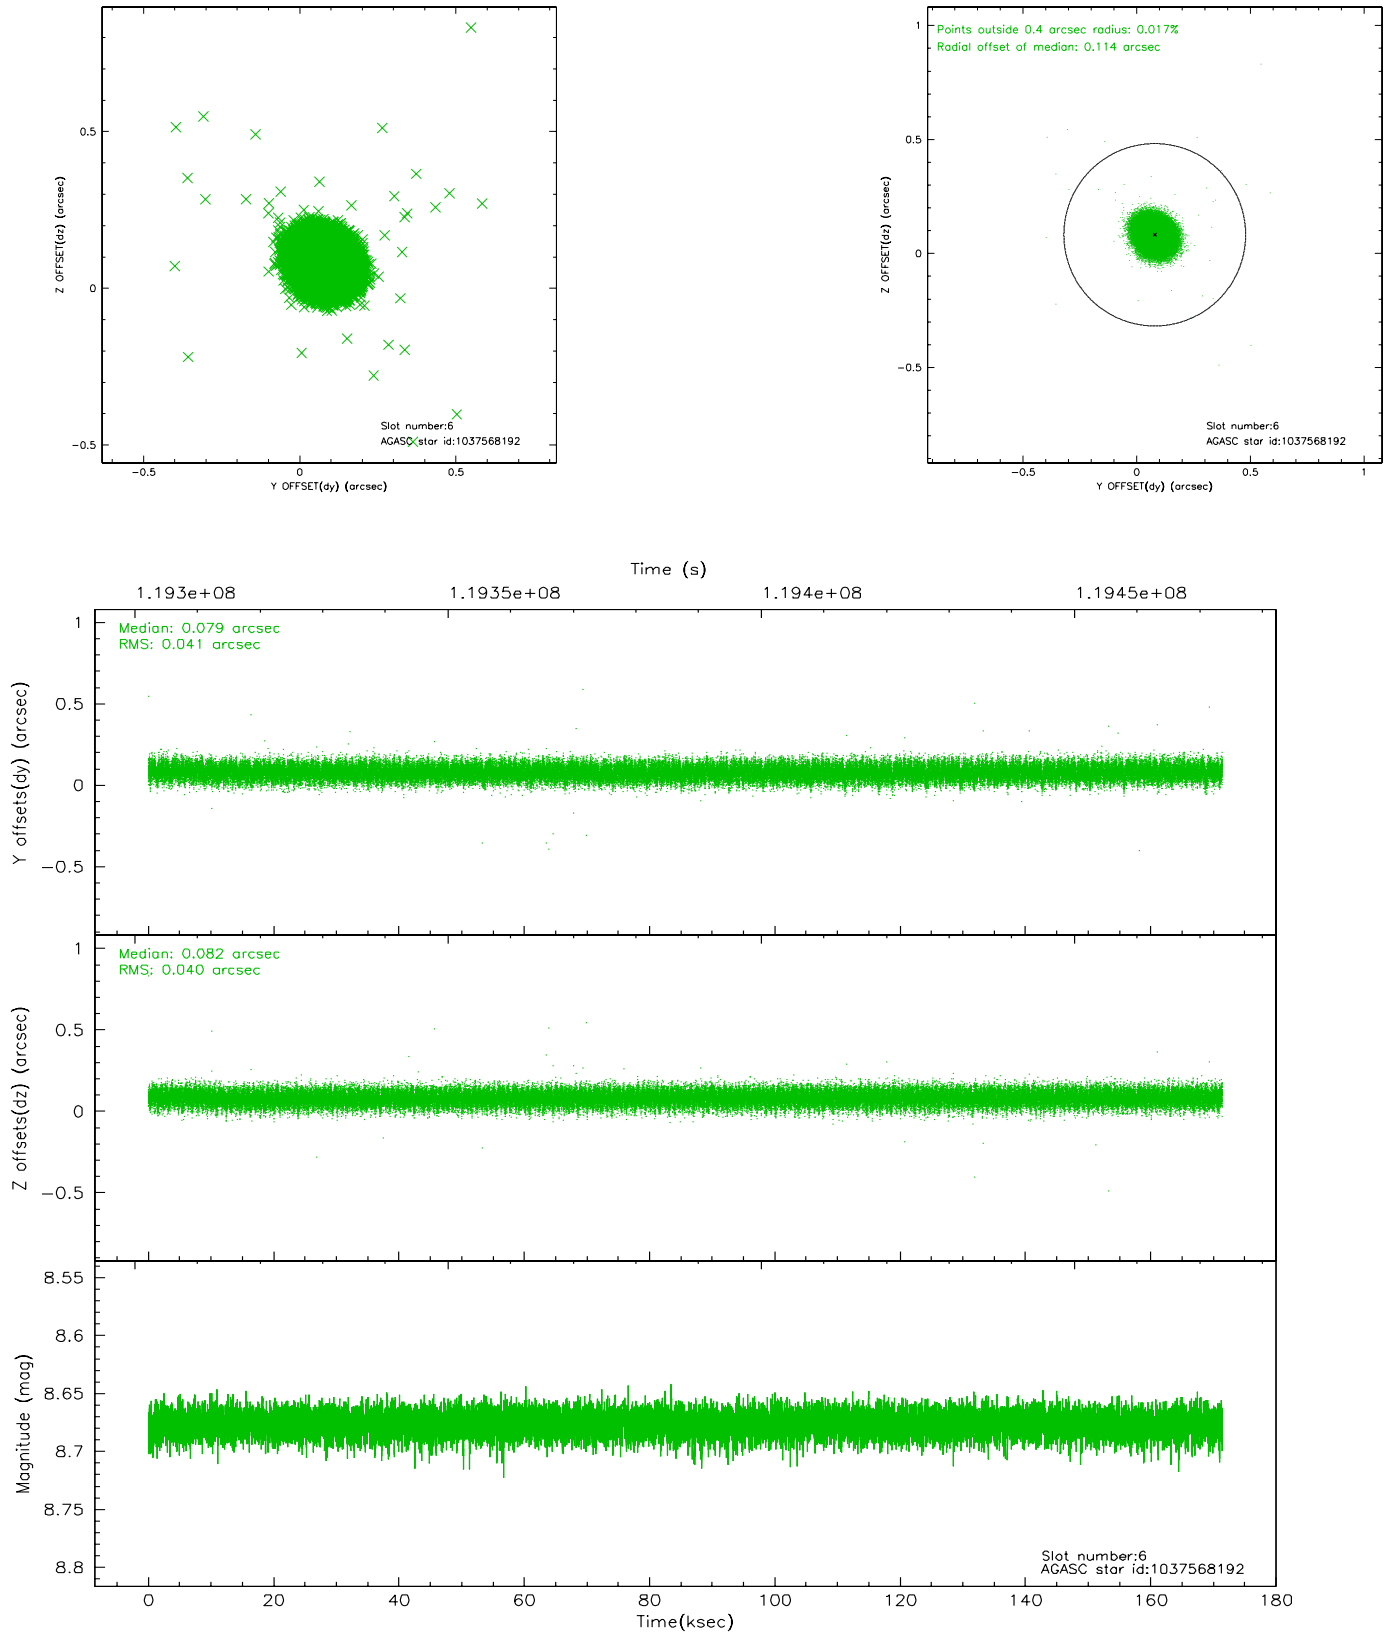 0.5
0
−0.5
Z OFFSET(dz) (arcsec)
−0.5 0 0.5
Y OFFSET(dy) (arcsec)
Slot number:6
AGASC star id:1037568192
Points outside 0.4 arcsec radius: 0.017%
Radial offset of median: 0.114 arcsec
1
0.5
0
−0.5
Z OFFSET(dz) (arcsec)
−0.5 0 0.5 1
Y OFFSET(dy) (arcsec)
Slot number:6
AGASC star id:1037568192
Time (s)
1.193e+08 1.1935e+08 1.194e+08 1.1945e+08
Median: 0.079 arcsec
RMS: 0.041 arcsec
1
0.5
0
−0.5
Y offsets(dy) (arcsec)
Median: 0.082 arcsec
RMS: 0.040 arcsec
1
0.5
0
−0.5
Z offsets(dz) (arcsec)
8.55
8.6
8.65
8.7
8.75
8.8
Magnitude (mag)
Slot number:6
AGASC star id:1037568192
0 20 40 60 80 100 120 140 160 180
Time(ksec)